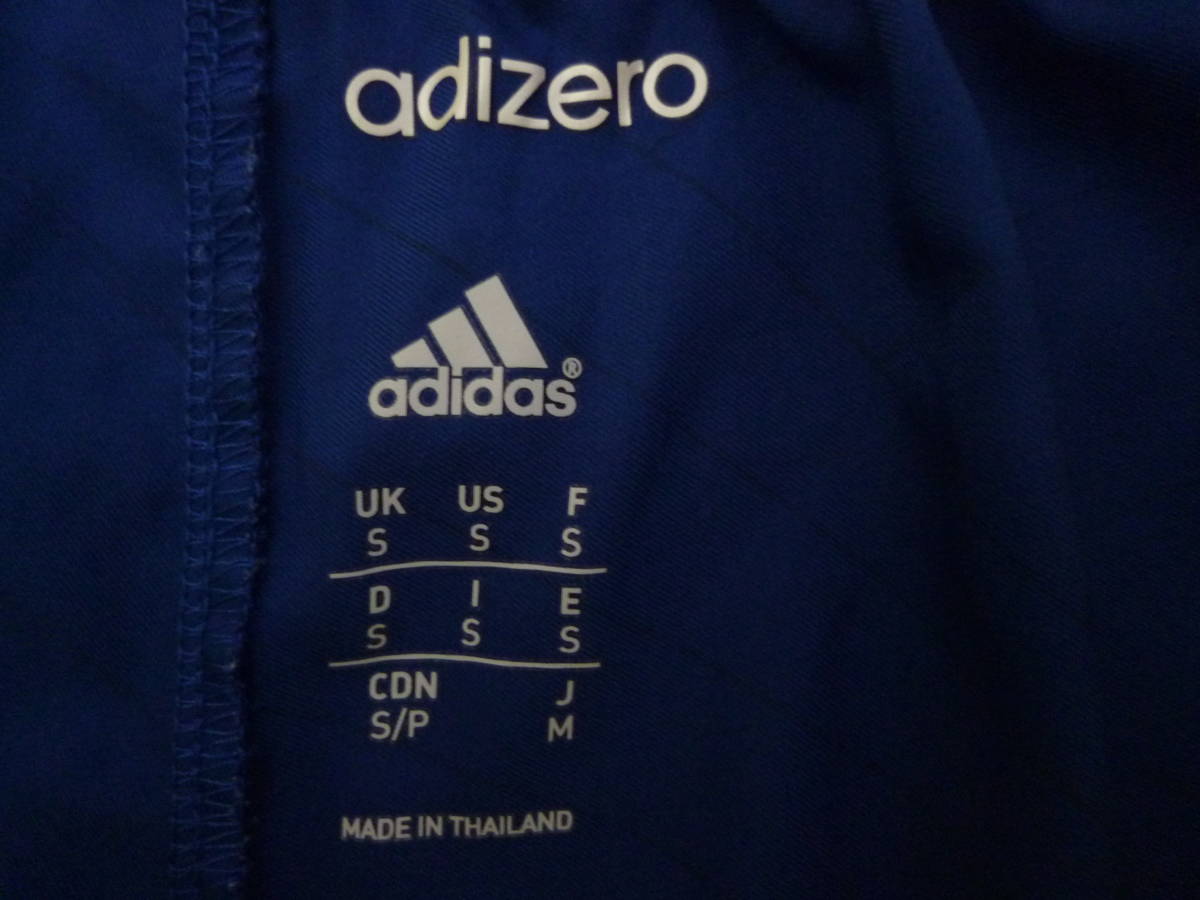 adizero
adidas®
UK US F
S S S
D I E
S S S
CDN J
S/P M
MADE IN THAILAND